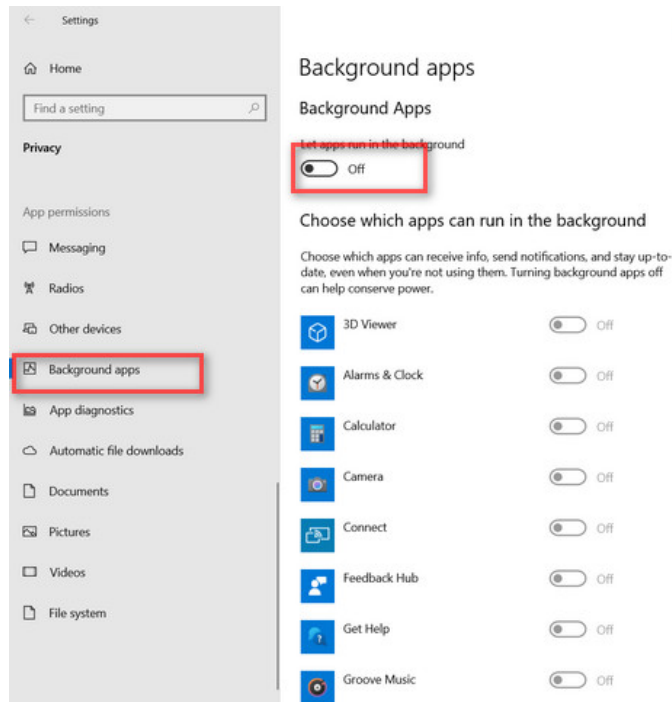 Settings
Home
Find a setting
Privacy
App permissions
Messaging
Radios
Other devices
Background apps
App diagnostics
Automatic file downloads
Documents
Pictures
Videos
File system
Background apps
Background Apps
Let apps run in the background
Off
Choose which apps can run in the background
Choose which apps can receive info, send notifications, and stay up-to-
date, even when you're not using them. Turning background apps off
can help conserve power.
3D Viewer Off
Alarms & Clock Off
Calculator Off
Camera Off
Connect Off
Feedback Hub Off
Get Help Off
Groove Music Off